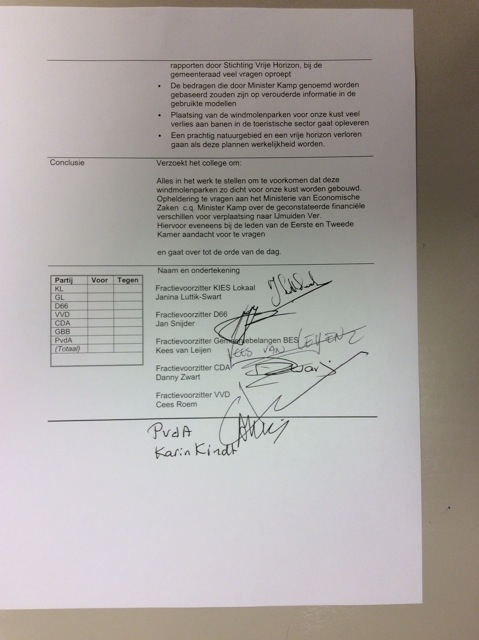 rapporten door Stichting Vrije Horizon, bij de
gemeenteraad veel vragen oproept
• De bedragen die door Minister Kamp genoemd worden
gebaseerd zouden zijn op verouderde informatie in de
gebruikte modellen
• Plaatsing van de windmolenparken voor onze kust veel
verlies aan banen in de toeristische sector gaat opleveren
• Een prachtig natuurgebied en een vrije horizon verloren
gaan als deze plannen werkelijkheid worden.
Conclusie Verzoekt het college om:
Alles in het werk te stellen om te voorkomen dat deze
windmolenparken zo dicht voor onze kust worden gebouwd.
Opheldering te vragen aan het Ministerie van Economische
Zaken c.q. Minister Kamp over de geconstateerde financiële
verschillen voor verplaatsing naar IJmuiden Ver.
Hiervoor eveneens bij de leden van de Eerste en Tweede
Kamer aandacht voor te vragen
en gaat over tot de orde van de dag.
Naam en ondertekening
Partij Voor Tegen
KL
GL
D66
VVD
CDA
GBB
PvdA
(Totaal)
Fractievoorzitter KIES Lokaal
Janina Luttik-Swart
Fractievoorzitter D66
Jan Snijder
Fractievoorzitter Gemeentebelangen BES
Kees van Leijen
KEES VAN LEIJEN
Fractievoorzitter CDA
Danny Zwart
Fractievoorzitter VVD
Cees Roem
PvdA
Karin Kindt